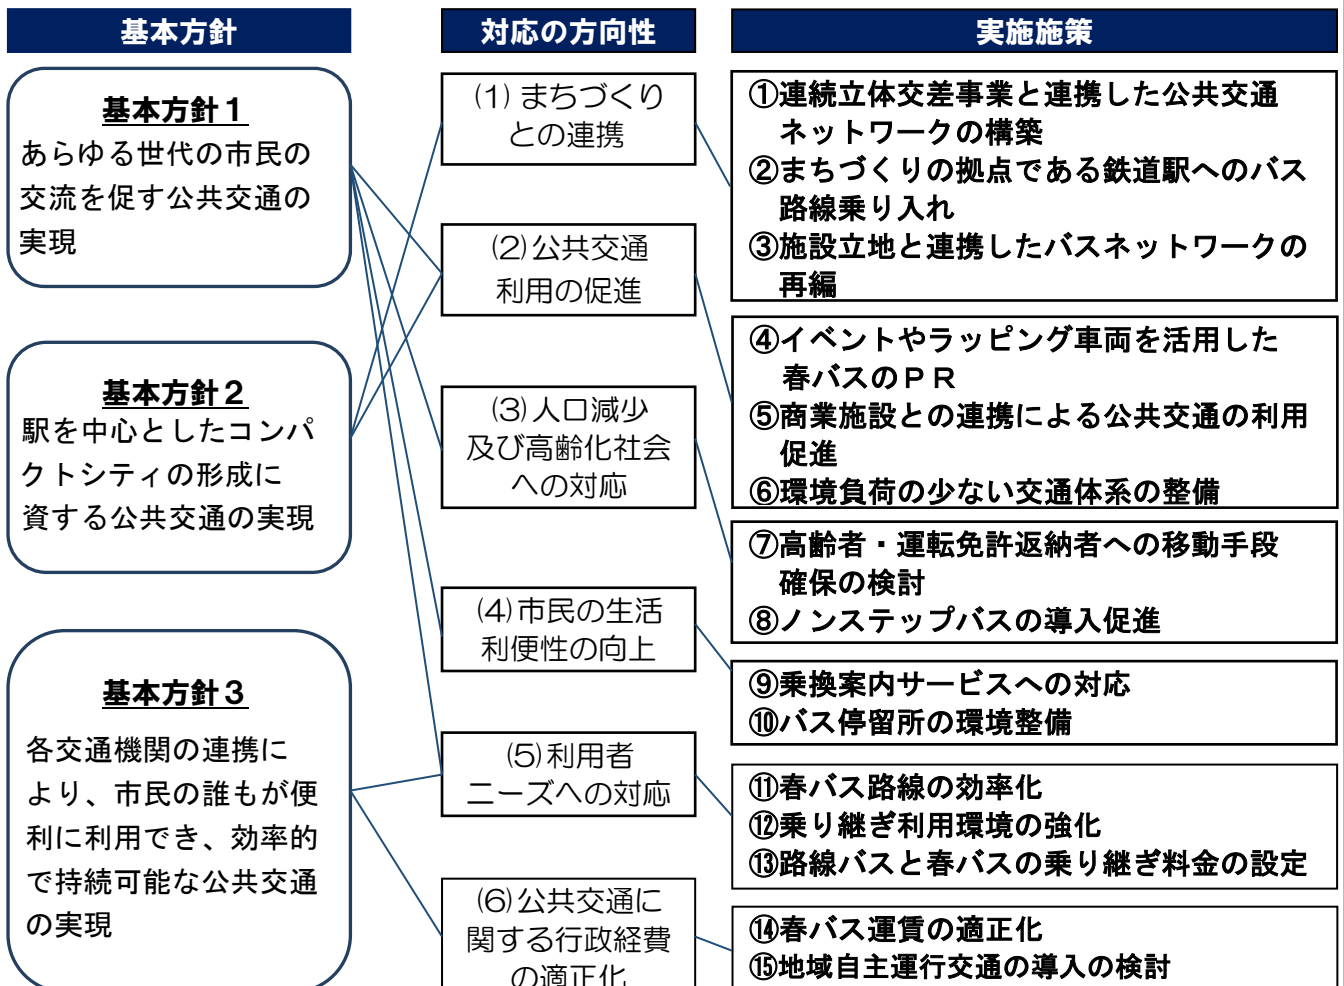 基本方針
対応の方向性
実施施策
基本方針１
あらゆる世代の市民の
交流を促す公共交通の
実現
基本方針２
駅を中心としたコンパ
クトシティの形成に
資する公共交通の実現
基本方針３
各交通機関の連携に
より、市民の誰もが便
利に利用でき、効率的
で持続可能な公共交通
の実現
(1) まちづくり
との連携
(2) 公共交通
利用の促進
(3) 人口減少
及び高齢化社会
への対応
(4) 市民の生活
利便性の向上
(5) 利用者
ニーズへの対応
(6) 公共交通に
関する行政経費
の適正化
①連続立体交差事業と連携した公共交通
ネットワークの構築
②まちづくりの拠点である鉄道駅へのバス
路線乗り入れ
③施設立地と連携したバスネットワークの
再編
④イベントやラッピング車両を活用した
春バスのＰＲ
⑤商業施設との連携による公共交通の利用
促進
⑥環境負荷の少ない交通体系の整備
⑦高齢者・運転免許返納者への移動手段
確保の検討
⑧ノンステップバスの導入促進
⑨乗換案内サービスへの対応
⑩バス停留所の環境整備
⑪春バス路線の効率化
⑫乗り継ぎ利用環境の強化
⑬路線バスと春バスの乗り継ぎ料金の設定
⑭春バス運賃の適正化
⑮地域自主運行交通の導入の検討